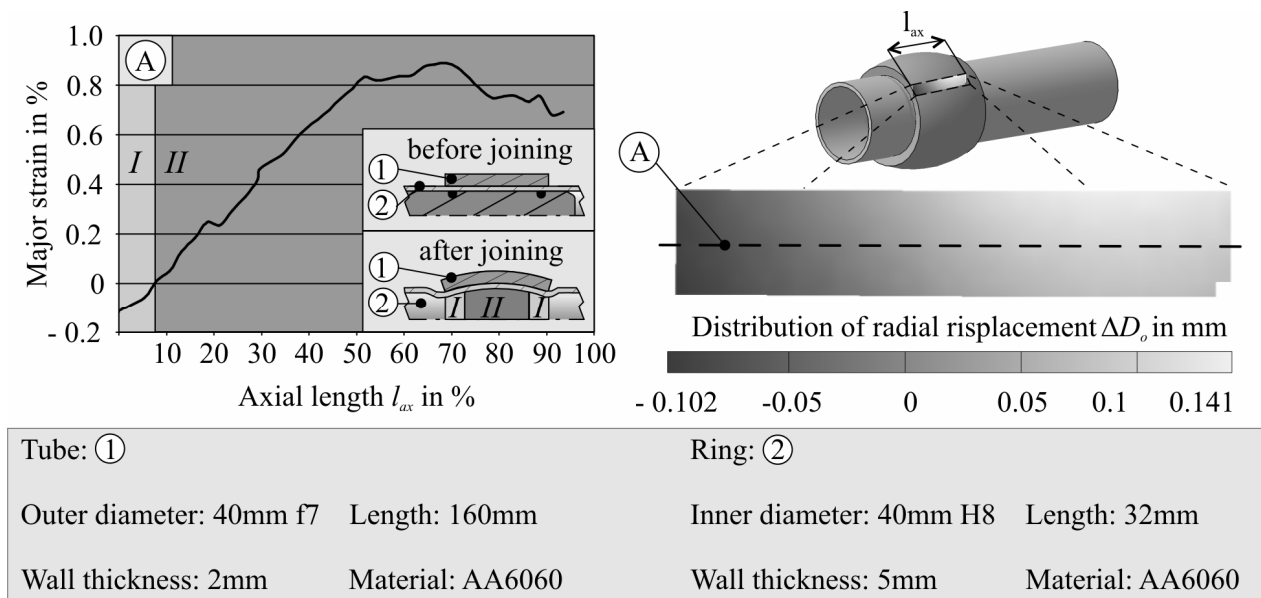 Major strain in %
1.0
0.8
0.6
0.4
0.2
0
- 0.2
A
I II
before joining
1
2
after joining
1
2
I II I
10 20 30 40 50 60 70 80 90 100
Axial length lax in %
lax
A
Distribution of radial risplacement ΔDo in mm
- 0.102 -0.05 0 0.05 0.1 0.141
Tube: 1
Outer diameter: 40mm f7 Length: 160mm
Wall thickness: 2mm Material: AA6060
Ring: 2
Inner diameter: 40mm H8 Length: 32mm
Wall thickness: 5mm Material: AA6060